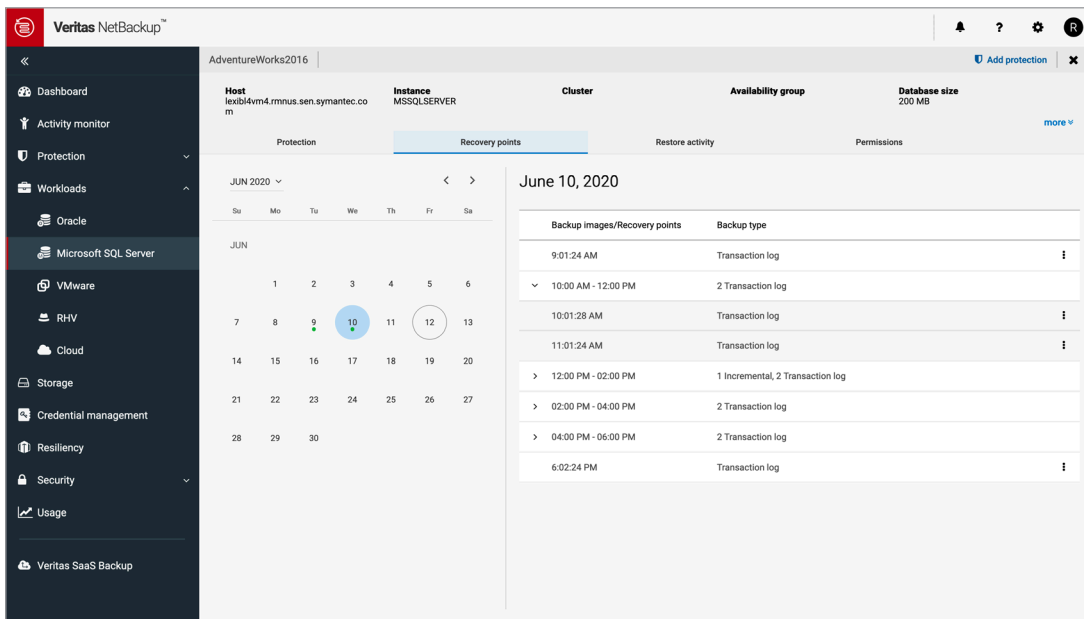 Veritas NetBackup™
?
R
AdventureWorks2016
Add protection
Dashboard
Activity monitor
Protection
Workloads
Oracle
Microsoft SQL Server
VMware
RHV
Cloud
Storage
Credential management
Resiliency
Security
Usage
Veritas SaaS Backup
Host
lexibl4vm4.rmnus.sen.symantec.co
m
Instance
MSSQLSERVER
Cluster
Availability group
Database size
200 MB
more
Protection Recovery points Restore activity Permissions
JUN 2020
Su Mo Tu We Th Fr Sa
JUN
1 2 3 4 5 6
7 8 9 10 11 12 13
14 15 16 17 18 19 20
21 22 23 24 25 26 27
28 29 30
June 10, 2020
Backup images/Recovery points Backup type
9:01:24 AM Transaction log
10:00 AM - 12:00 PM 2 Transaction log
10:01:28 AM Transaction log
11:01:24 AM Transaction log
12:00 PM - 02:00 PM 1 Incremental, 2 Transaction log
02:00 PM - 04:00 PM 2 Transaction log
04:00 PM - 06:00 PM 2 Transaction log
6:02:24 PM Transaction log